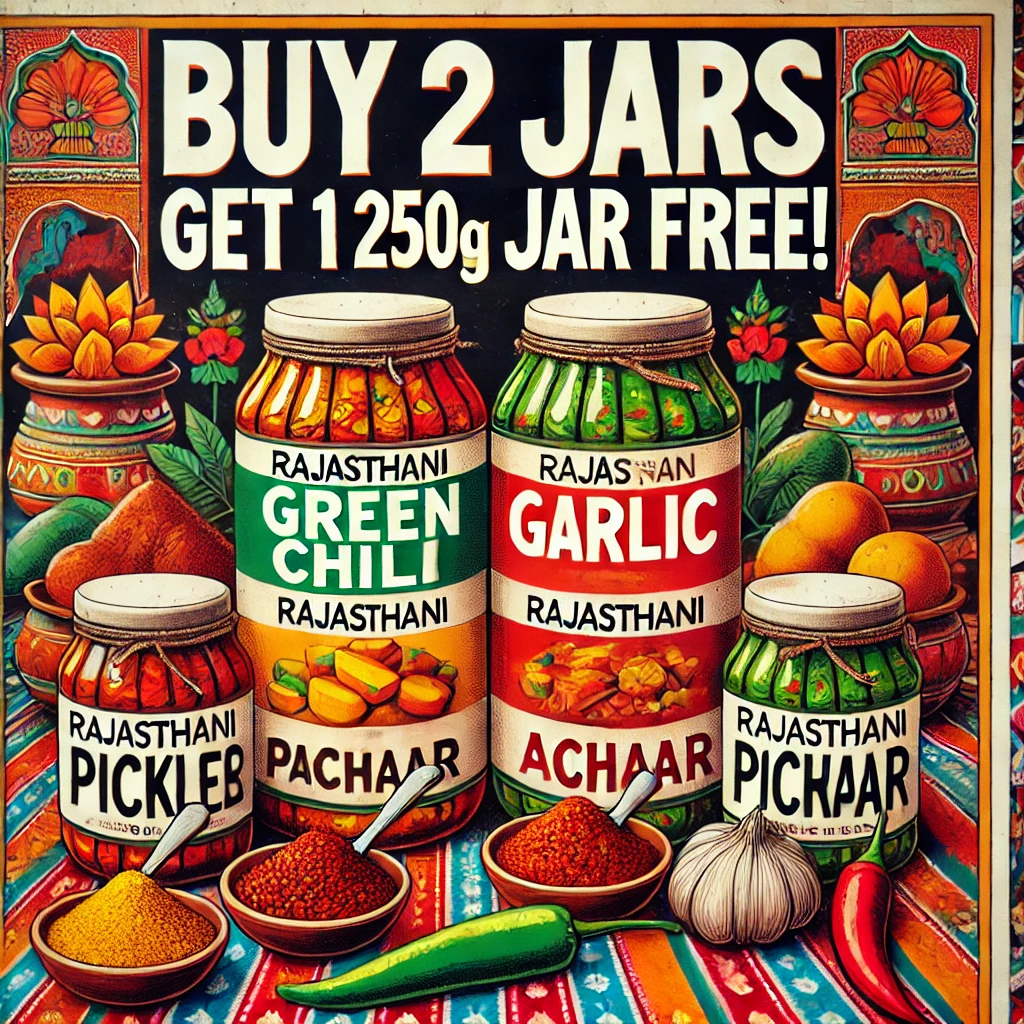 BUY 2 JARS
GET 1 250g JAR FREE!
RAJASTHANI
GREEN
CHILI
RAJASTHANI
PACHAAR
GARLIC
RAJASTHANI
ACHAAR
RAJASTHANI
PICKLEB
RAJASTHANI
PICHAAR